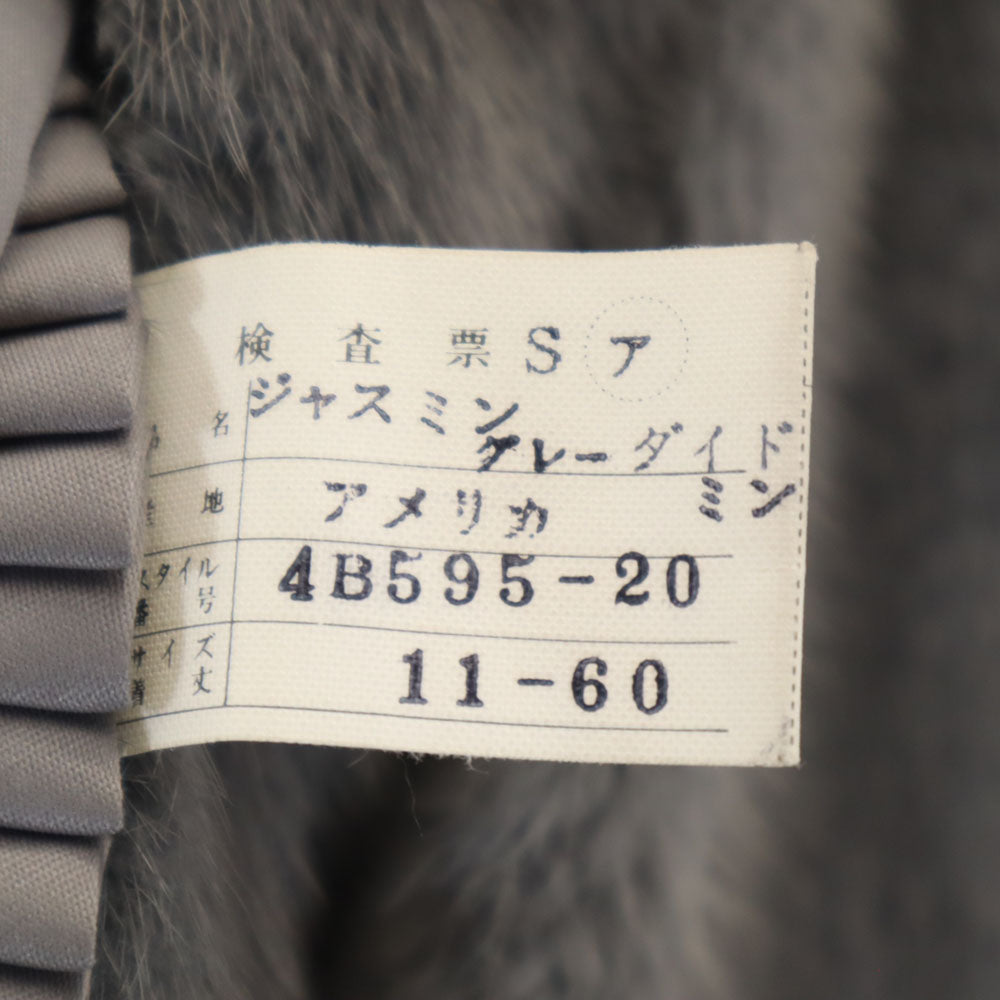 検査票 S ア
品名 ジャスミン
グレーダイド
ミン
産地 アメリカ
スタイル
番号 4B595-20
サイズ
着丈 11-60